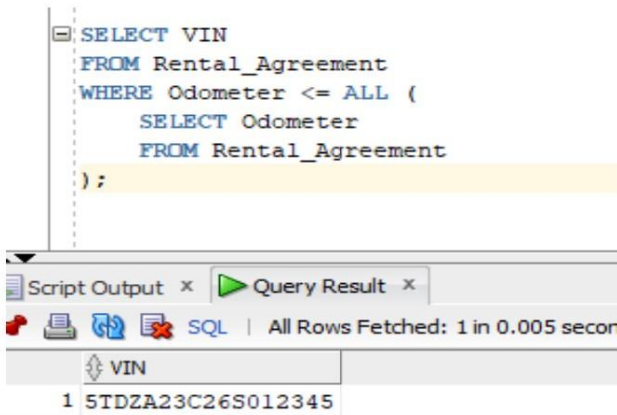 SELECT VIN
FROM Rental_Agreement
WHERE Odometer <= ALL (
SELECT Odometer
FROM Rental_Agreement
);
Script Output x Query Result x
SQL | All Rows Fetched: 1 in 0.005 secon
VIN
1 5TDZA23C26S012345